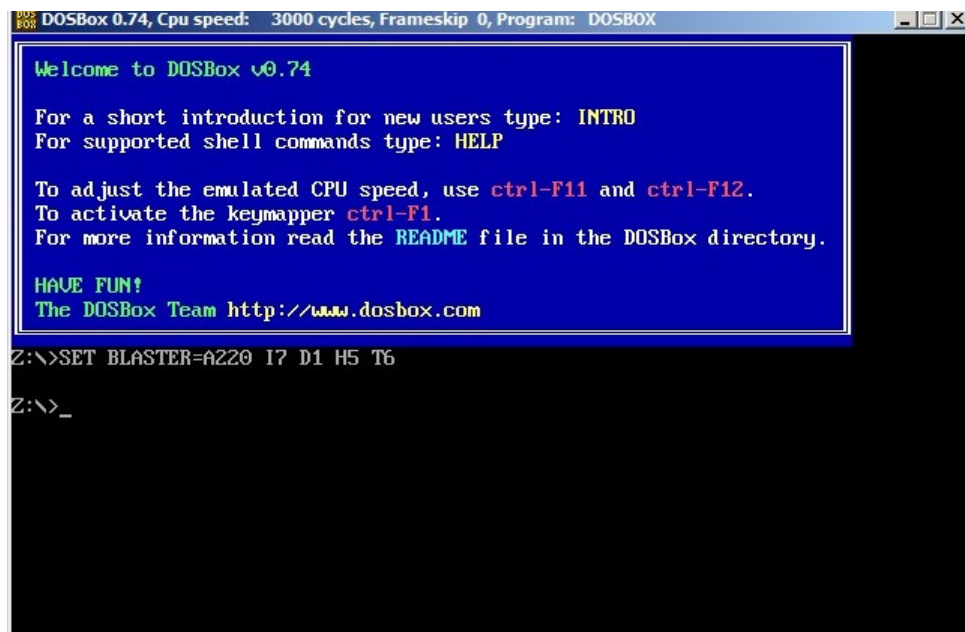 DOSBox 0.74, Cpu speed: 3000 cycles, Frameskip 0, Program: DOSBOX
Welcome to DOSBox v0.74
For a short introduction for new users type: INTRO
For supported shell commands type: HELP
To adjust the emulated CPU speed, use ctrl-F11 and ctrl-F12.
To activate the keymapper ctrl-F1.
For more information read the README file in the DOSBox directory.
HAVE FUN!
The DOSBox Team http://www.dosbox.com
Z:\>SET BLASTER=A220 I7 D1 H5 T6
Z:\>_